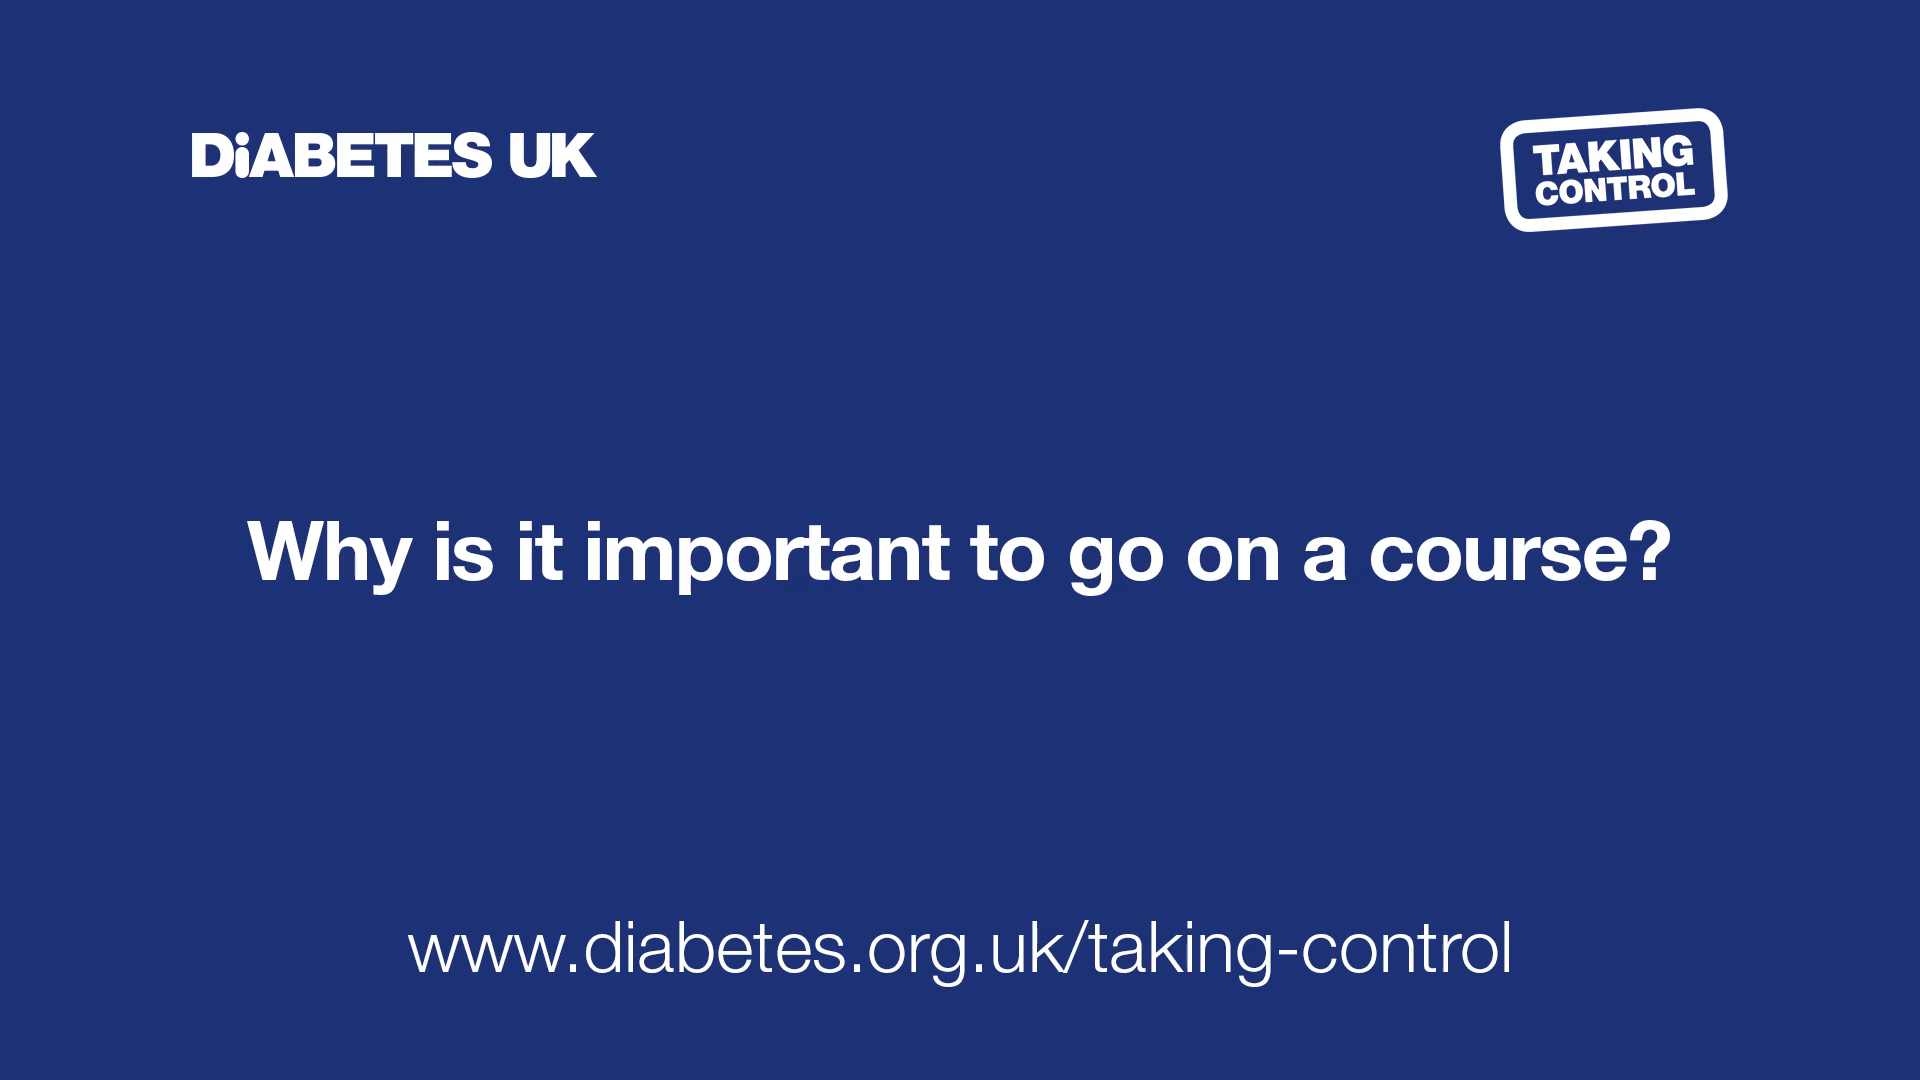 DiABETES UK
TAKING
CONTROL
Why is it important to go on a course?
www.diabetes.org.uk/taking-control